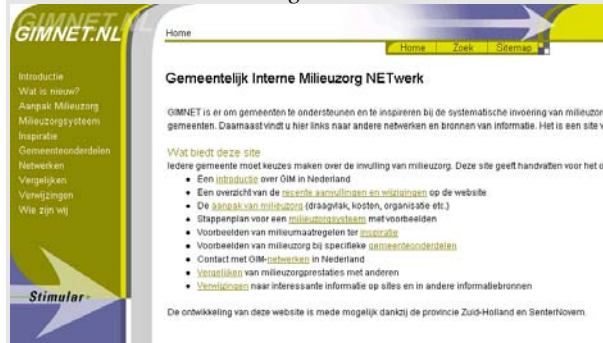 GIMNET.NL
GIMNET.NL
Home
Home Zoek Sitemap
Introductie
Wat is nieuw?
Aanpak Milieuzorg
Milieuzorgsysteem
Inspiratie
Gemeenteonderdelen
Netwerken
Vergelijken
Verwijzingen
Wie zijn wij
Stimular
Gemeentelijk Interne Milieuzorg NETwerk
GIMNET is er om gemeenten te ondersteunen en te inspireren bij de systematische invoering van milieuzor
gemeenten. Daarnaast vindt u hier links naar andere netwerken en bronnen van informatie. Het is een site v
Wat biedt deze site
Iedere gemeente moet keuzes maken over de invulling van milieuzorg. Deze site geeft handvatten voor het o
• Een introductie over GIM in Nederland
• Een overzicht van de recente aanvullingen en wijzigingen op de website
• De aanpak van milieuzorg (draagvlak, kosten, organisatie etc.)
• Stappenplan voor een milieuzorgsysteem met voorbeelden
• Voorbeelden van milieumaatregelen ter inspiratie
• Voorbeelden van milieuzorg bij specifieke gemeenteonderdelen
• Contact met GIM-netwerken in Nederland
• Vergelijken van milieuzorgprestaties met anderen
• Verwijzingen naar interessante informatie op sites en in andere informatiebronnen
De ontwikkeling van deze website is mede mogelijk dankzij de provincie Zuid-Holland en SenterNovem.